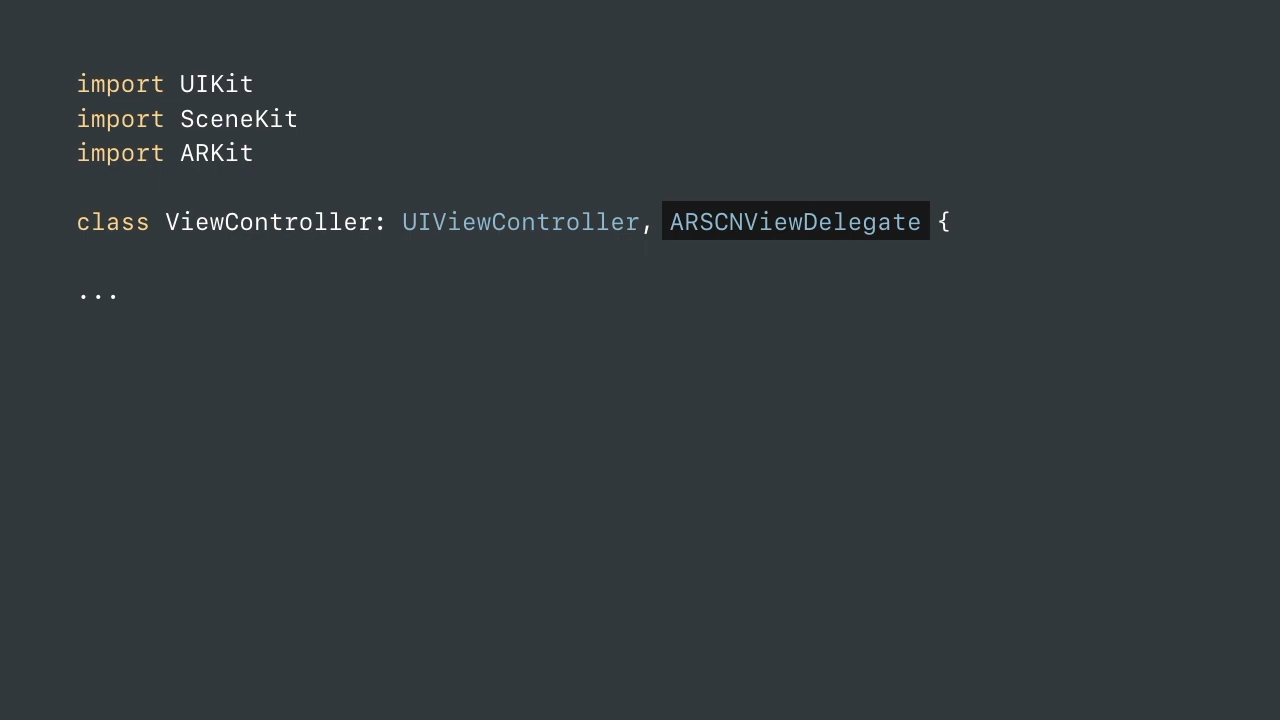 import UIKit
import SceneKit
import ARKit
class ViewController: UIViewController, ARSCNViewDelegate {
...